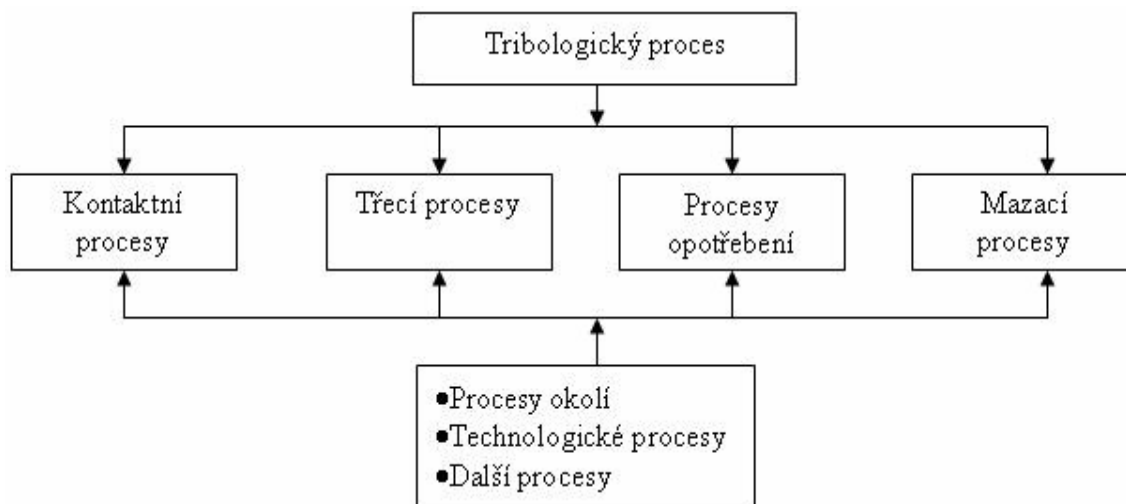 Tribologický proces
Kontaktní
procesy
Třecí procesy
Procesy
opotřebení
Mazací
procesy
●Procesy okolí
●Technologické procesy
●Další procesy